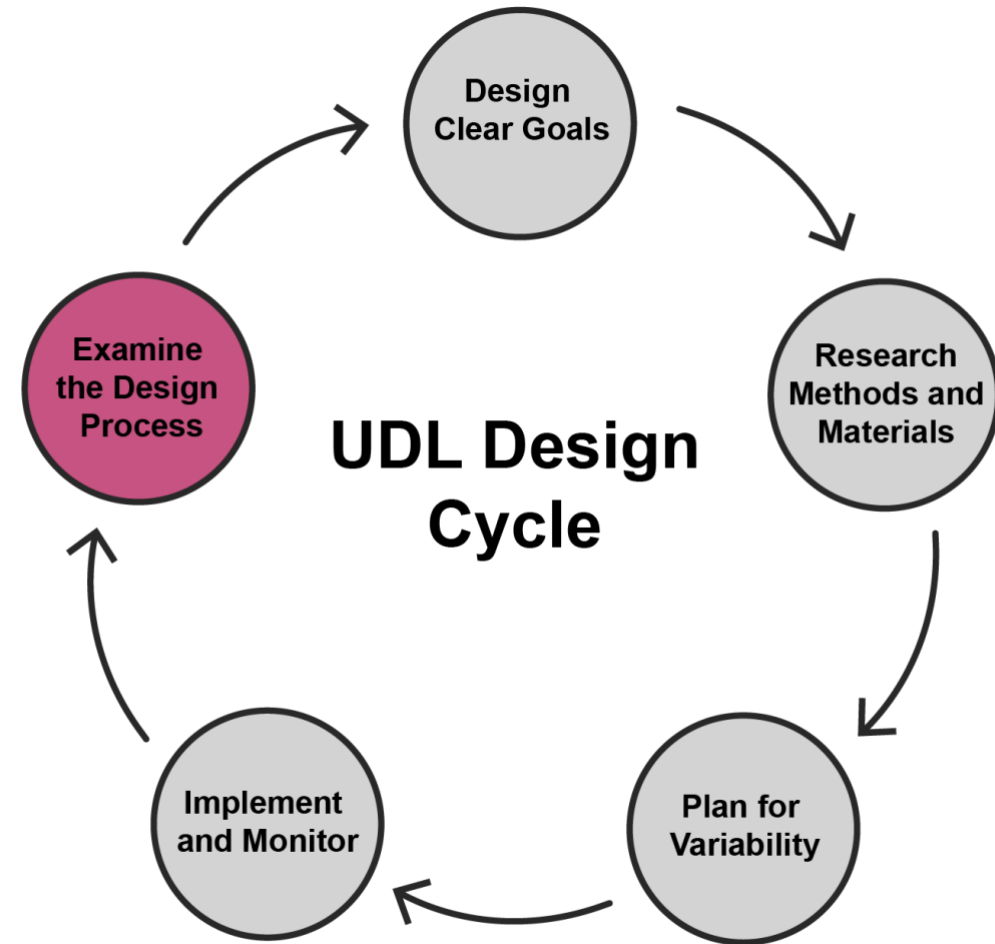 Design
Clear Goals
Research
Methods and
Materials
Plan for
Variability
Implement
and Monitor
Examine
the Design
Process
UDL Design
Cycle